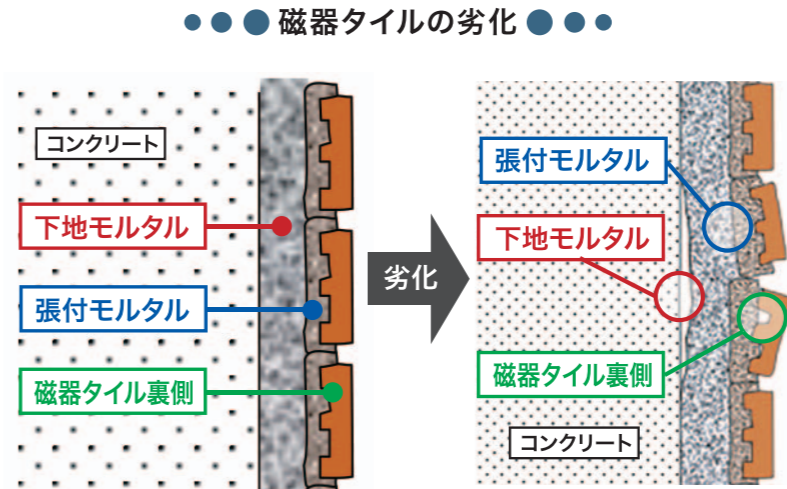 磁器タイルの劣化
コンクリート
下地モルタル
張付モルタル
磁器タイル裏側
劣化
張付モルタル
下地モルタル
磁器タイル裏側
コンクリート